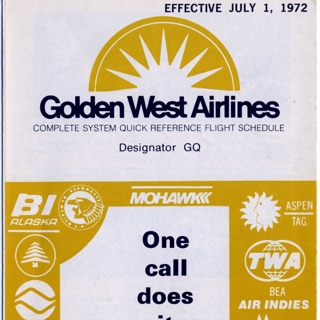 EFFECTIVE JULY 1, 1972
Golden West Airlines
COMPLETE SYSTEM QUICK REFERENCE FLIGHT SCHEDULE
Designator GQ
BI
ALASKA
MOHAWK
ASPEN
TAG
One
call
does
it
TWA
BEA
AIR INDIES